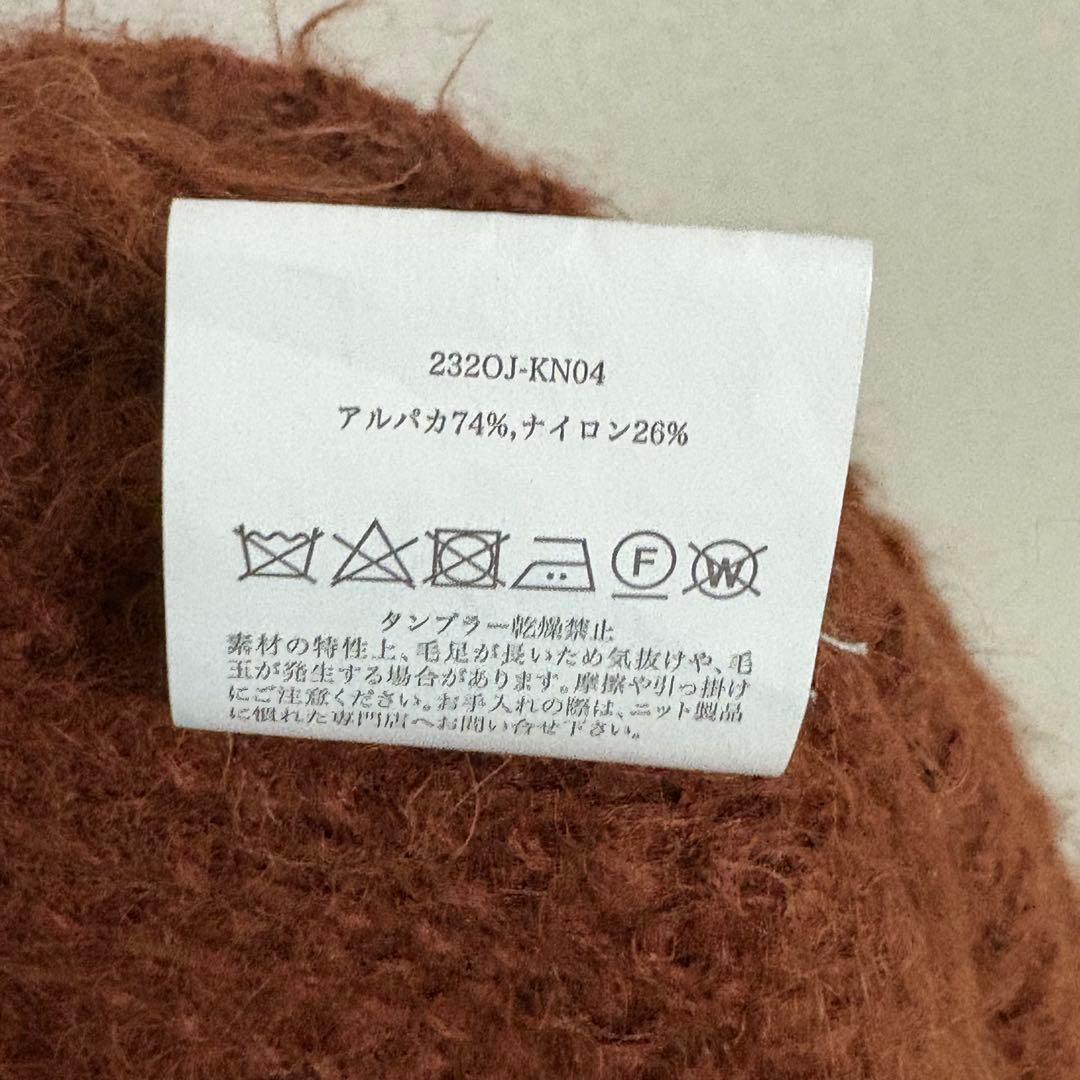 232OJ-KN04
アルパカ74%,ナイロン26%
F W
タンブラー乾燥禁止
素材の特性上、毛足が長いため気抜けや、毛
玉が発生する場合があります。摩擦や引っ掛け
にご注意ください。お手入れの際は、ニット製品
に慣れた専門店へお問い合せ下さい。